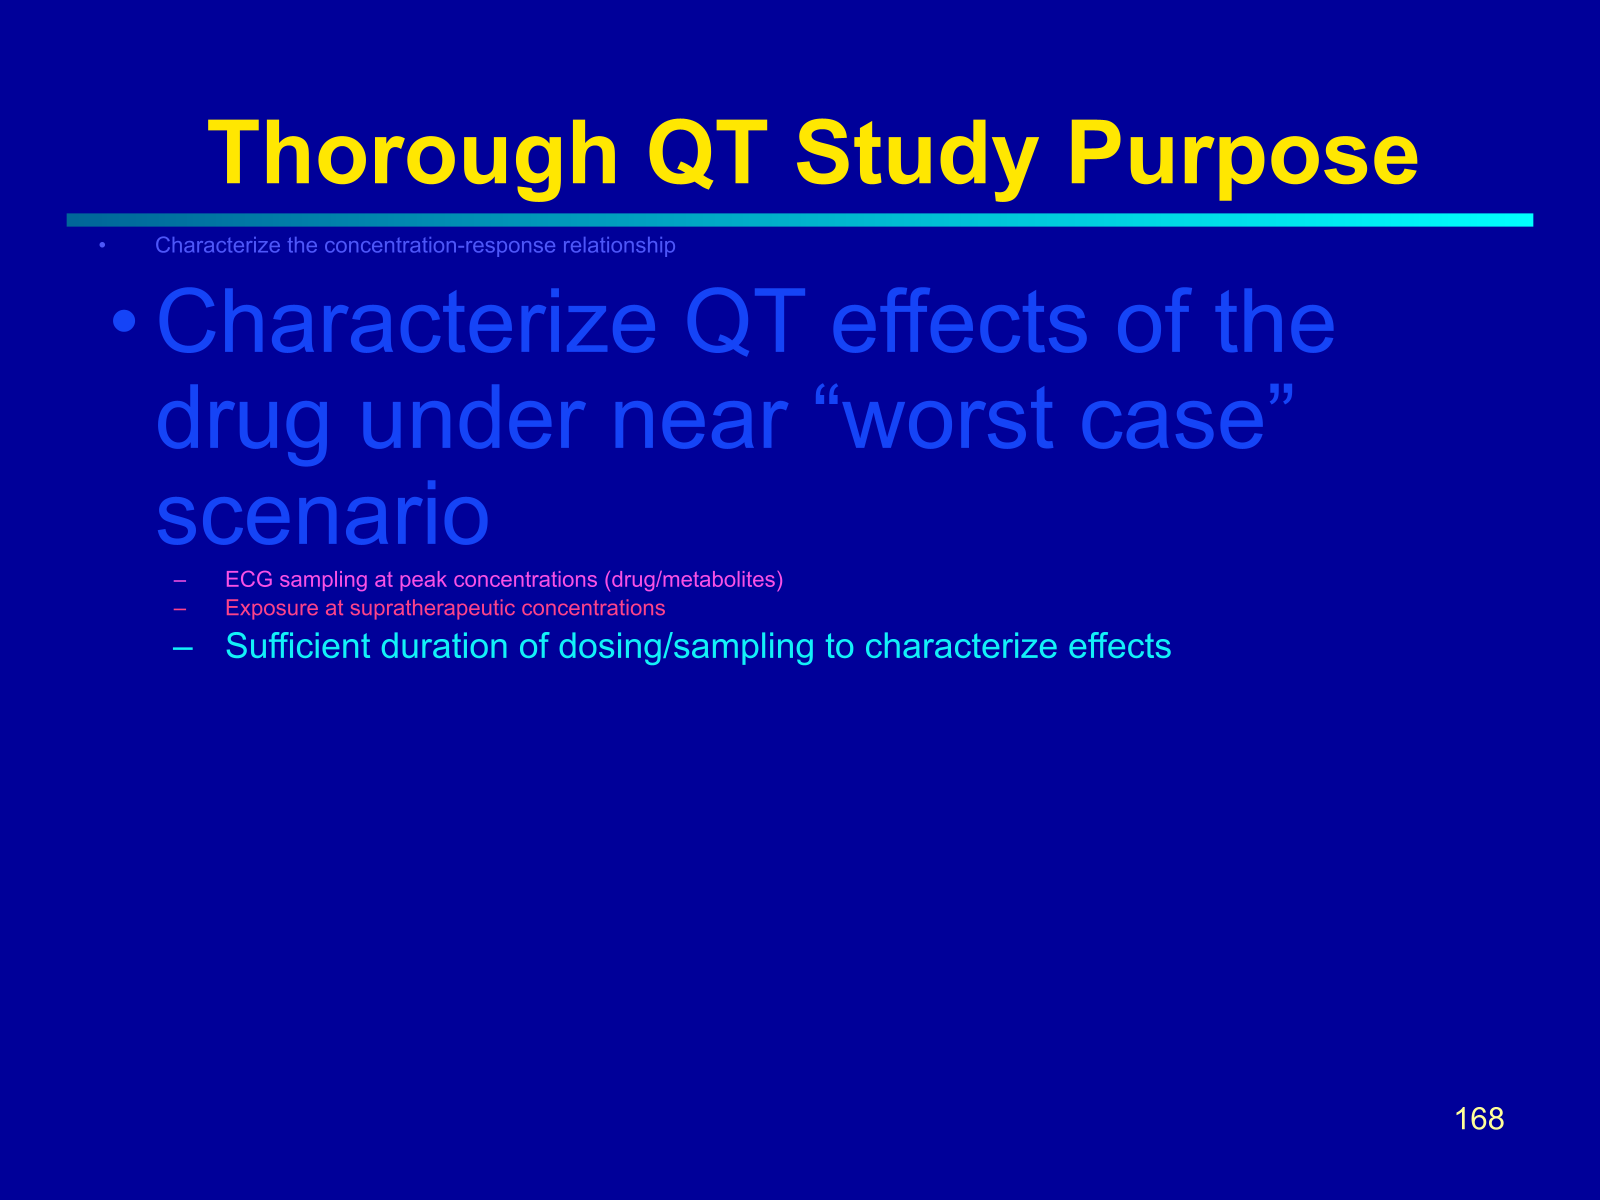 Thorough QT Study Purpose
• Characterize the concentration-response relationship
• Characterize QT effects of the
drug under near “worst case”
scenario
– ECG sampling at peak concentrations (drug/metabolites)
– Exposure at supratherapeutic concentrations
– Sufficient duration of dosing/sampling to characterize effects
168